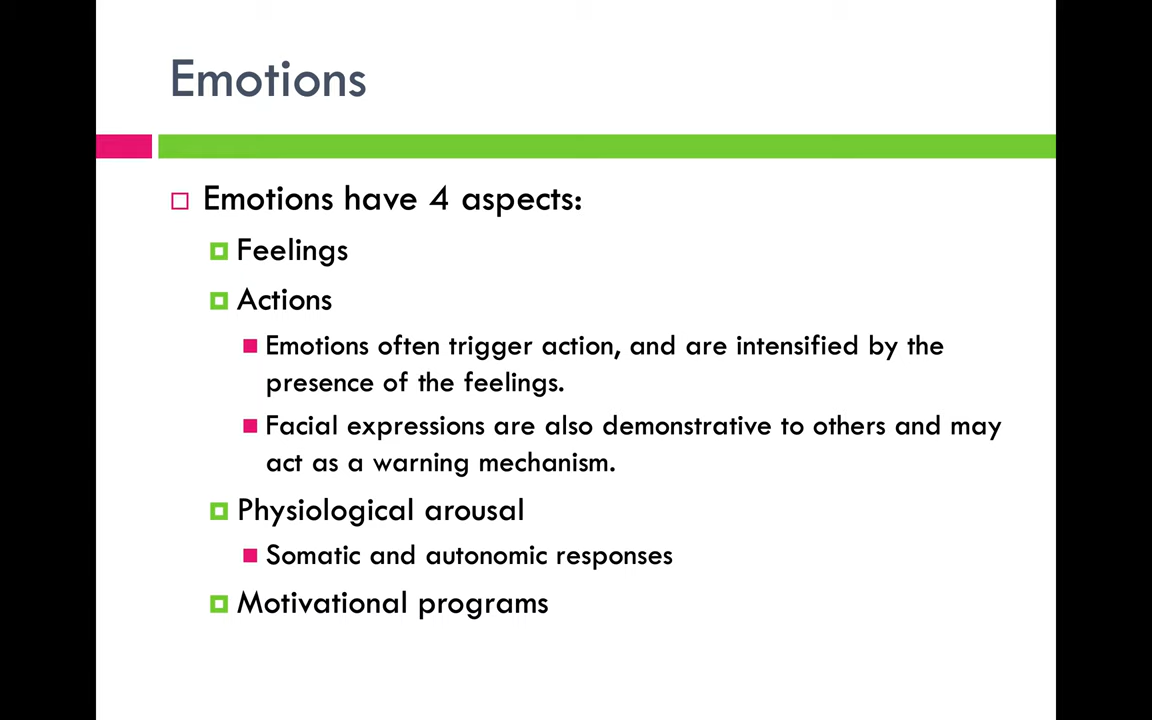 Emotions
Emotions have 4 aspects:
Feelings
Actions
Emotions often trigger action, and are intensified by the
presence of the feelings.
Facial expressions are also demonstrative to others and may
act as a warning mechanism.
Physiological arousal
Somatic and autonomic responses
Motivational programs